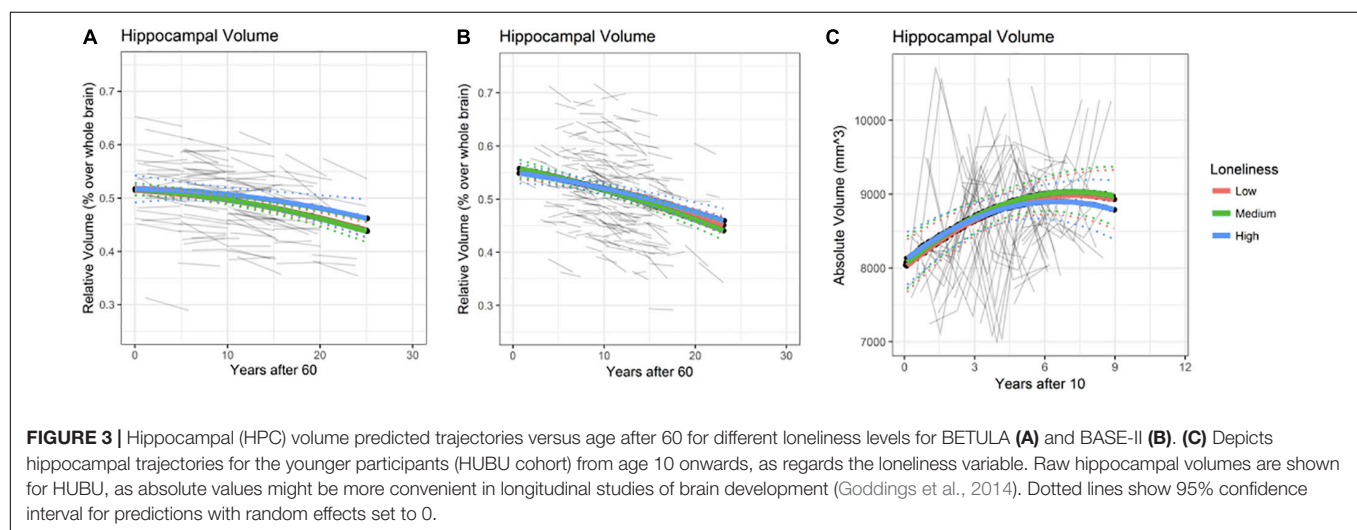 A Hippocampal Volume
Relative Volume (% over whole brain)
0.7
0.6
0.5
0.4
0.3
0 10 20 30
Years after 60
B Hippocampal Volume
Relative Volume (% over whole brain)
0.7
0.6
0.5
0.4
0.3
0 10 20 30
Years after 60
C Hippocampal Volume
Absolute Volume (mm^3)
10000
9000
8000
7000
0 3 6 9 12
Years after 10
Loneliness
Low
Medium
High
FIGURE 3 | Hippocampal (HPC) volume predicted trajectories versus age after 60 for different loneliness levels for BETULA (A) and BASE-II (B). (C) Depicts
hippocampal trajectories for the younger participants (HUBU cohort) from age 10 onwards, as regards the loneliness variable. Raw hippocampal volumes are shown
for HUBU, as absolute values might be more convenient in longitudinal studies of brain development (Goddings et al., 2014). Dotted lines show 95% confidence
interval for predictions with random effects set to 0.